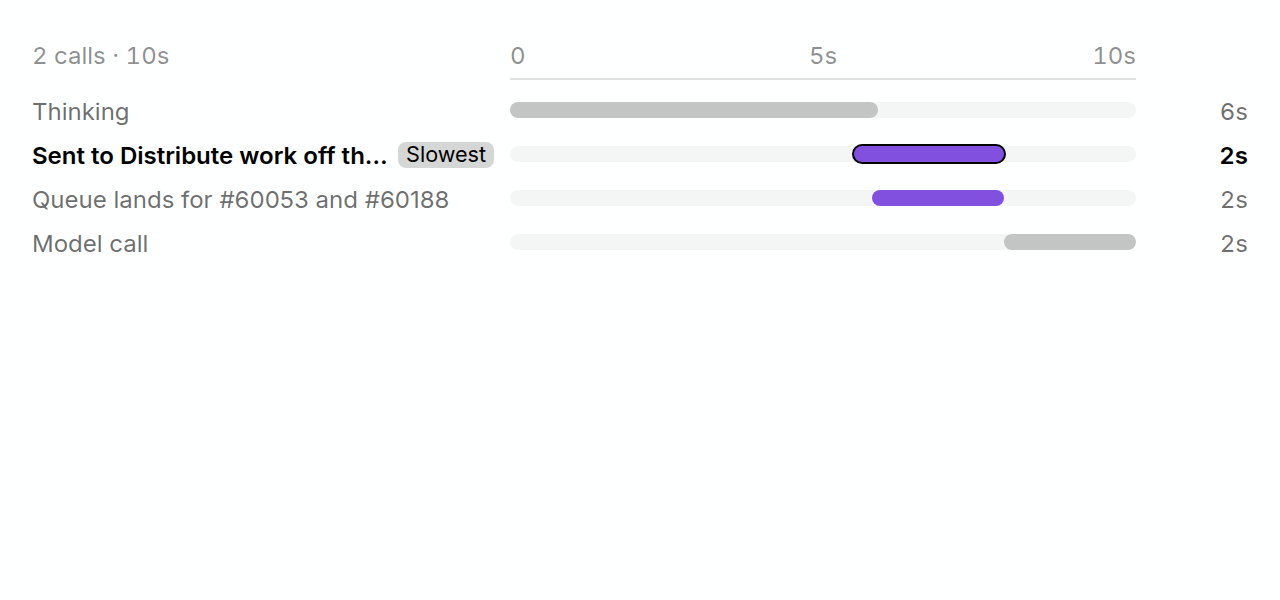 2 calls · 10s 0 5s 10s
Thinking 6s
Sent to Distribute work off th… Slowest 2s
Queue lands for #60053 and #60188 2s
Model call 2s